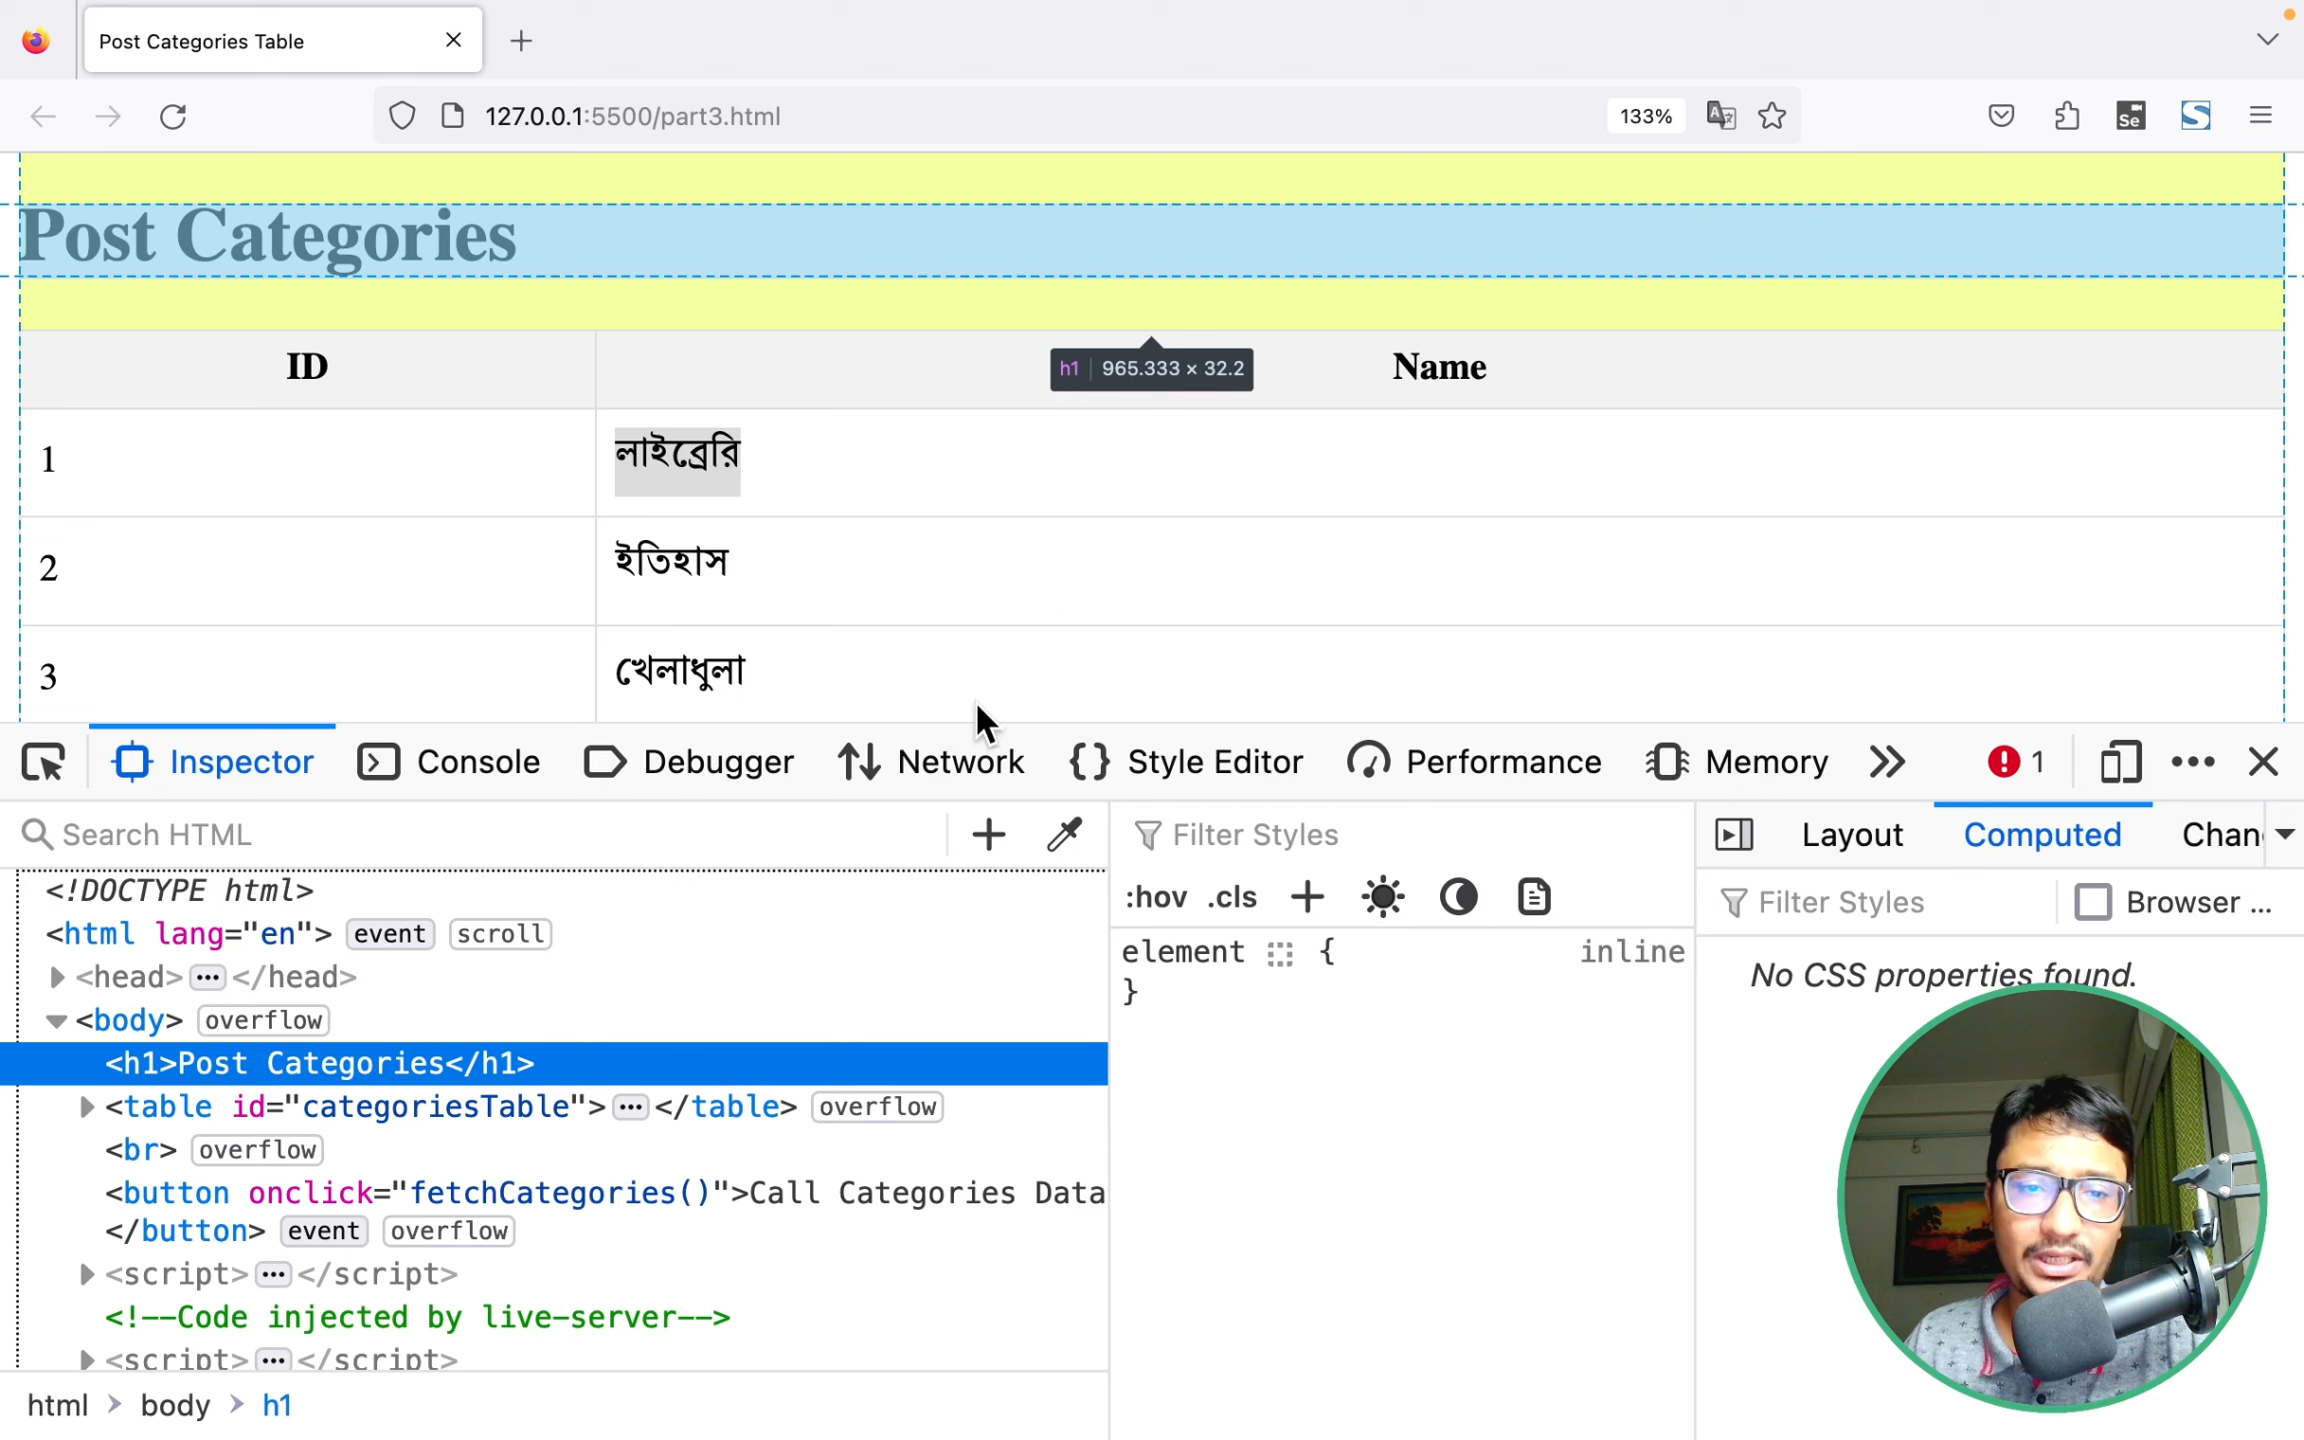 Post Categories Table
127.0.0.1:5500/part3.html
133%
Se
Post Categories
ID Name
h1 965.333 × 32.2
1 লাইব্রেরি
2 ইতিহাস
3 খেলাধুলা
Inspector Console Debugger Network Style Editor Performance Memory 1
Search HTML
Filter Styles
Layout Computed Chan
:hov .cls
Filter Styles Browser ...
<!DOCTYPE html>
<html lang="en"> event scroll
<head> ... </head>
<body> overflow
<h1>Post Categories</h1>
<table id="categoriesTable"> ... </table> overflow
<br> overflow
<button onclick="fetchCategories()">Call Categories Data
</button> event overflow
<script> ... </script>
<!--Code injected by live-server-->
<script> ... </script>
element { inline
}
No CSS properties found.
html body h1